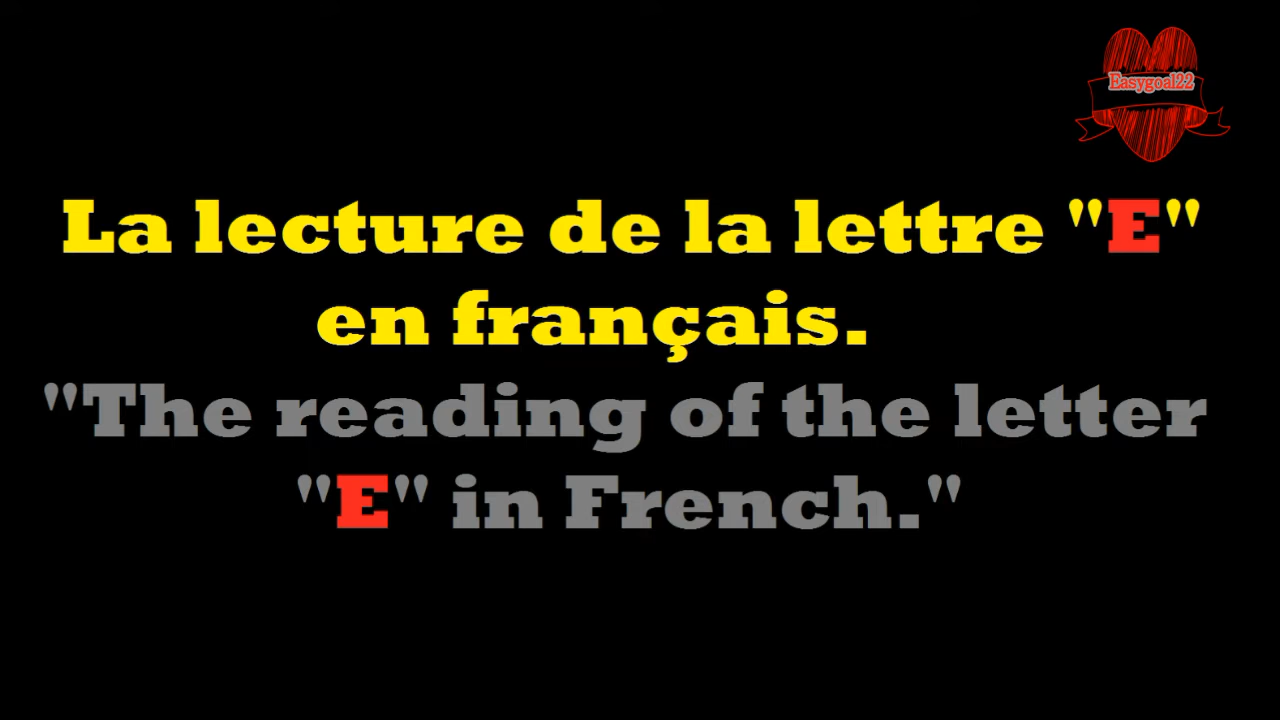 Easygoal22
La lecture de la lettre "E"
en français.
"The reading of the letter
"E" in French."